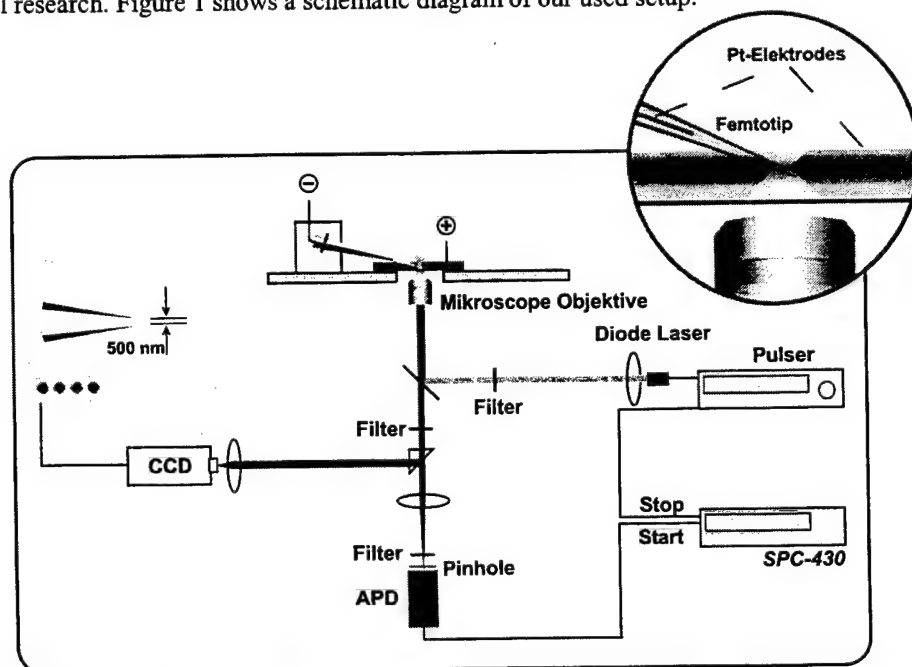 l research. Figure 1 shows a schematic diagram of our used setup.
Pt-Elektrodes
Femtotip
⊖
⊕
Mikroscope Objektive
500 nm
Diode Laser
Pulser
Filter
Filter
CCD
Stop
Start
SPC-430
Filter
Pinhole
APD